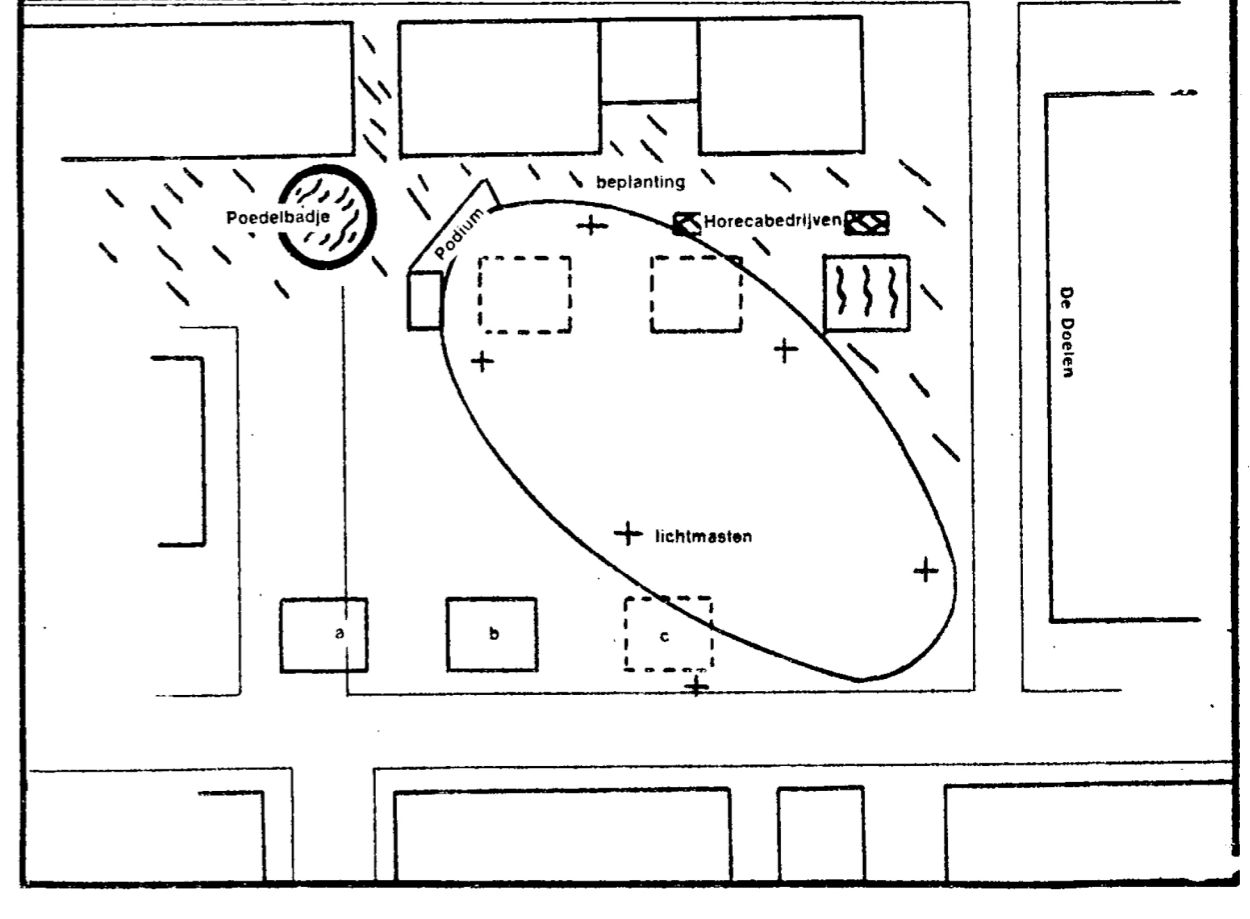 beplanting
Poedelbadje
Podium
Horecabedrijven
De Doelen
lichtmasten
a
b
c